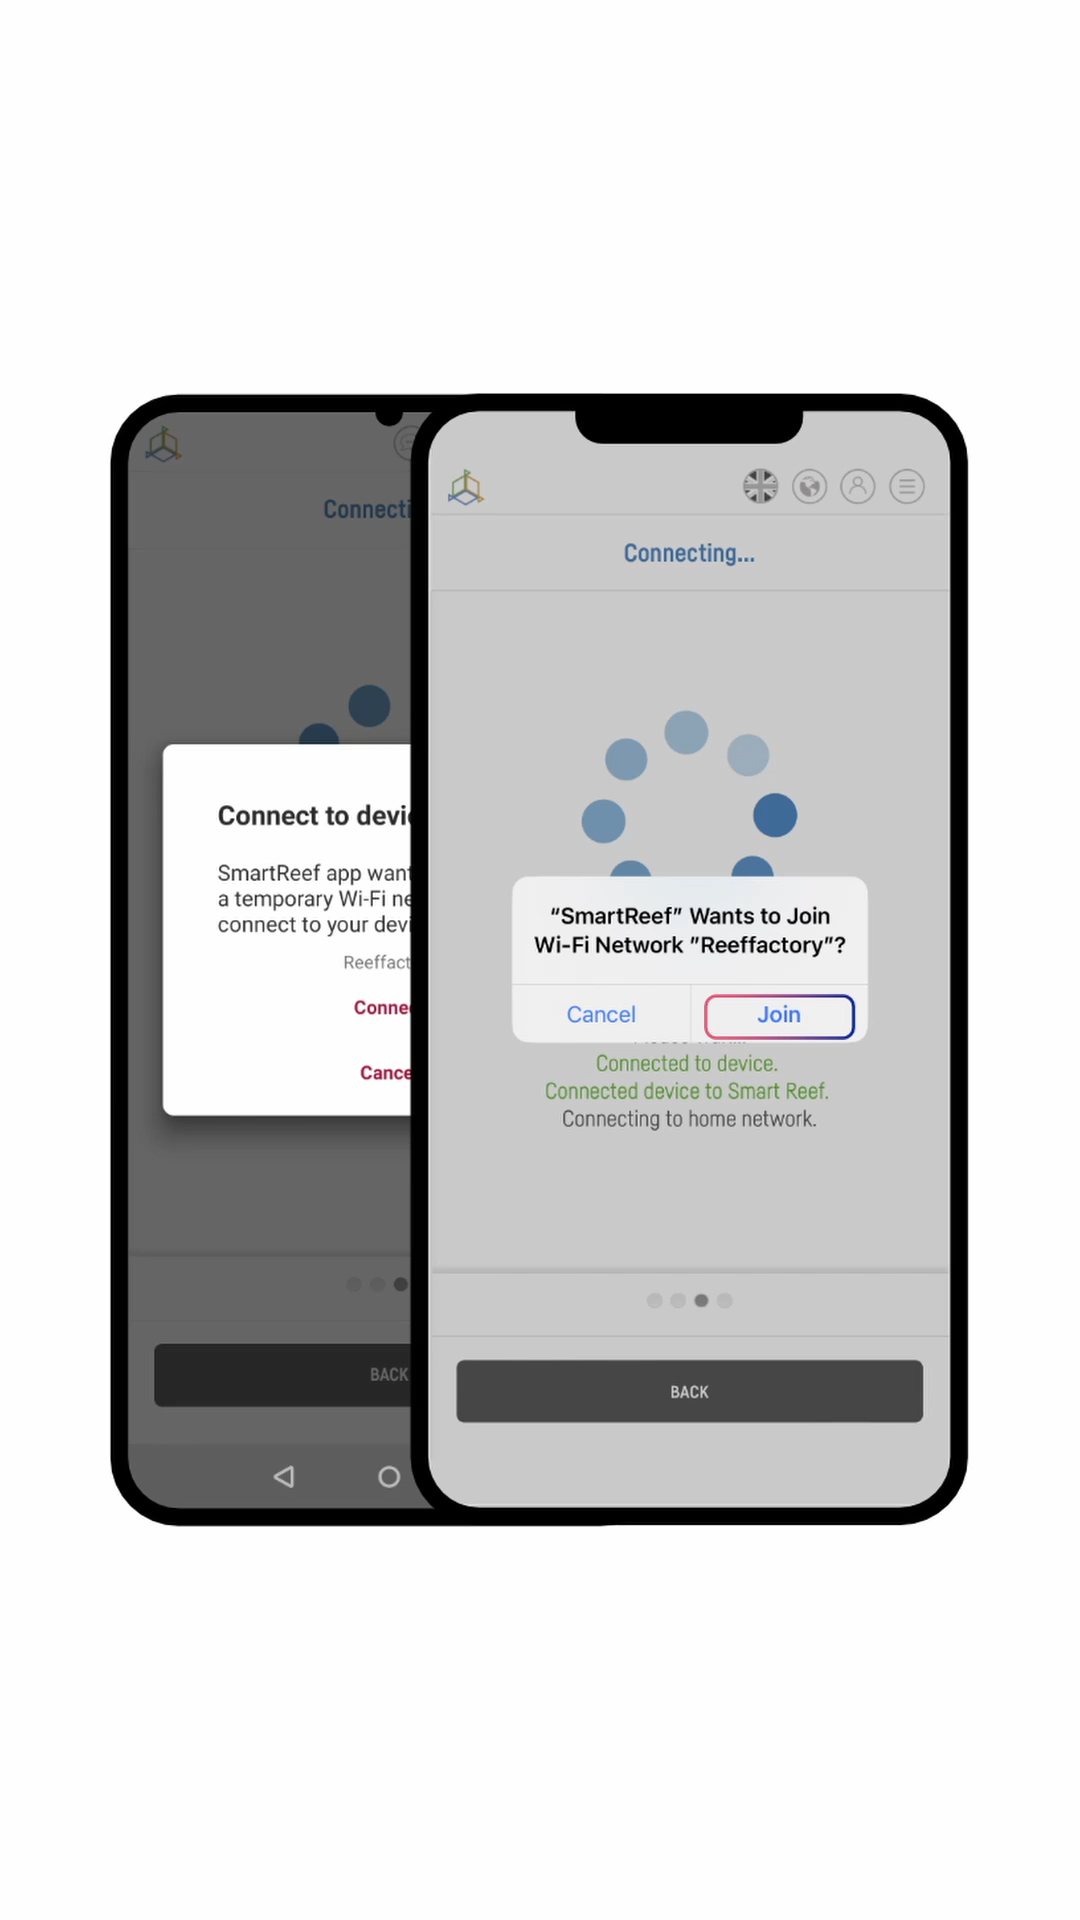 Connecti
Connect to devic
SmartReef app want
a temporary Wi-Fi ne
connect to your devi
Reeffact
Connec
Cance
BACK
Connecting...
“SmartReef” Wants to Join
Wi-Fi Network "Reeffactory"?
Cancel
Join
Connected to device.
Connected device to Smart Reef.
Connecting to home network.
BACK